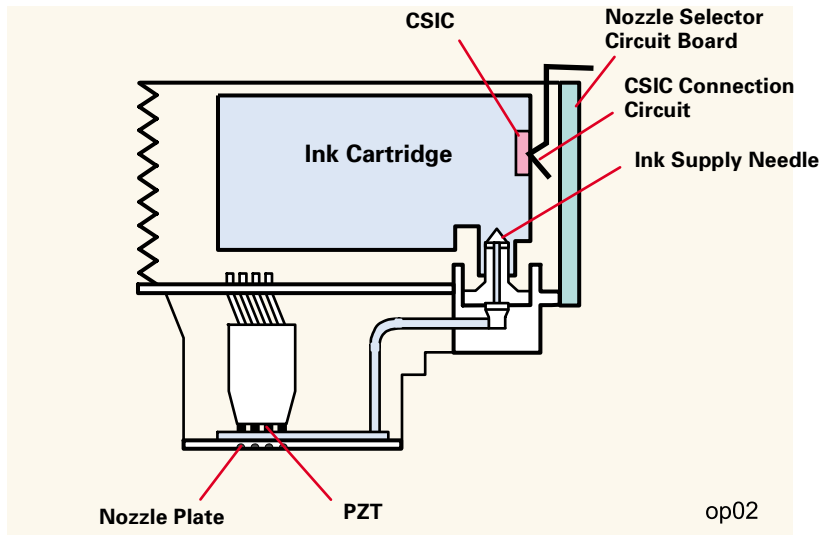 CSIC
Nozzle Selector
Circuit Board
CSIC Connection
Circuit
Ink Cartridge
Ink Supply Needle
Nozzle Plate
PZT
op02